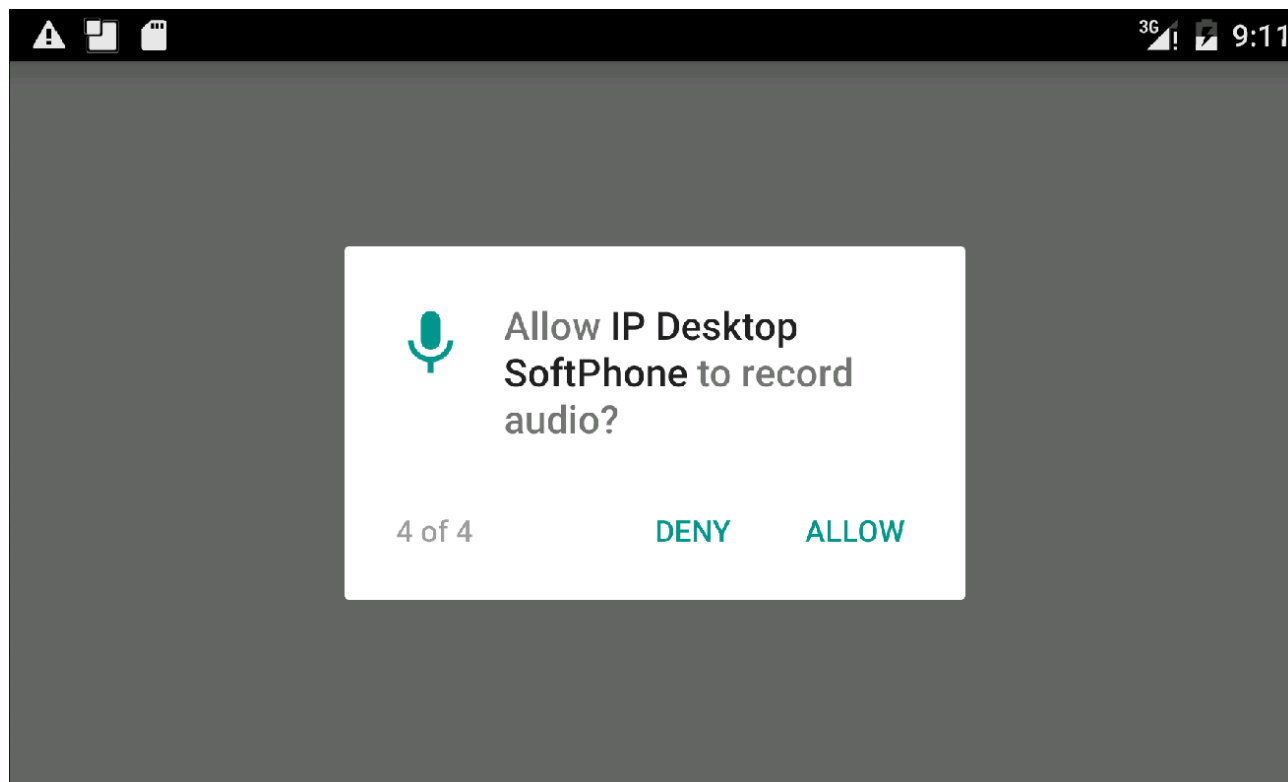 3G 9:11
Allow IP Desktop
SoftPhone to record
audio?
4 of 4 DENY ALLOW